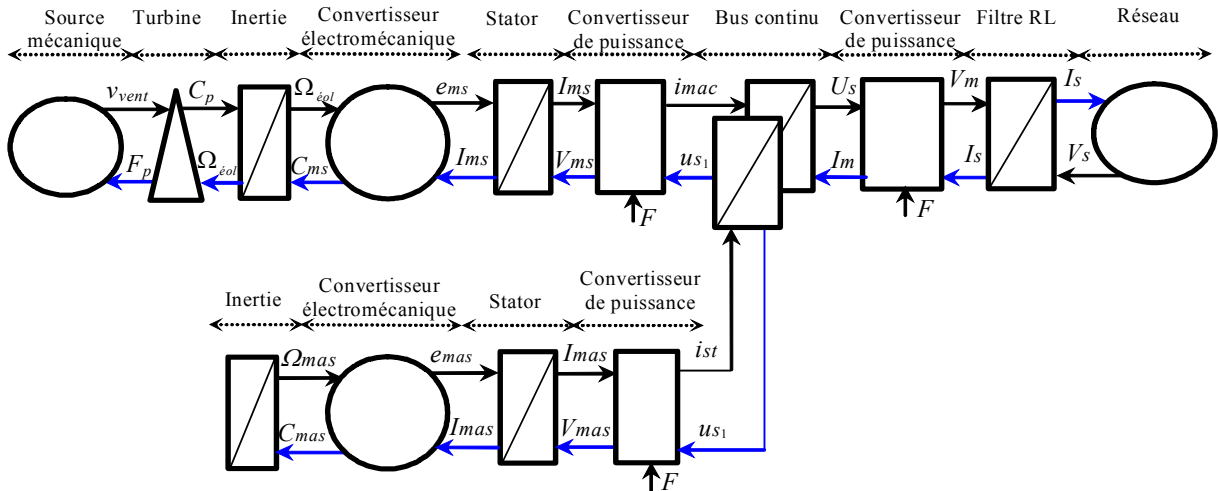 Source mécanique
Turbine
Inertie
Convertisseur électromécanique
Stator
Convertisseur de puissance
Bus continu
Convertisseur de puissance
Filtre RL
Réseau
vvent
Cp
Ωéol
ems
Ims
imac
Us
Vm
Is
Fp
Ωéol
Cms
Ims
Vms
us1
Im
Is
Vs
F
F
Inertie
Convertisseur électromécanique
Stator
Convertisseur de puissance
Ωmas
emas
Imas
ist
Cmas
Imas
Vmas
us1
F